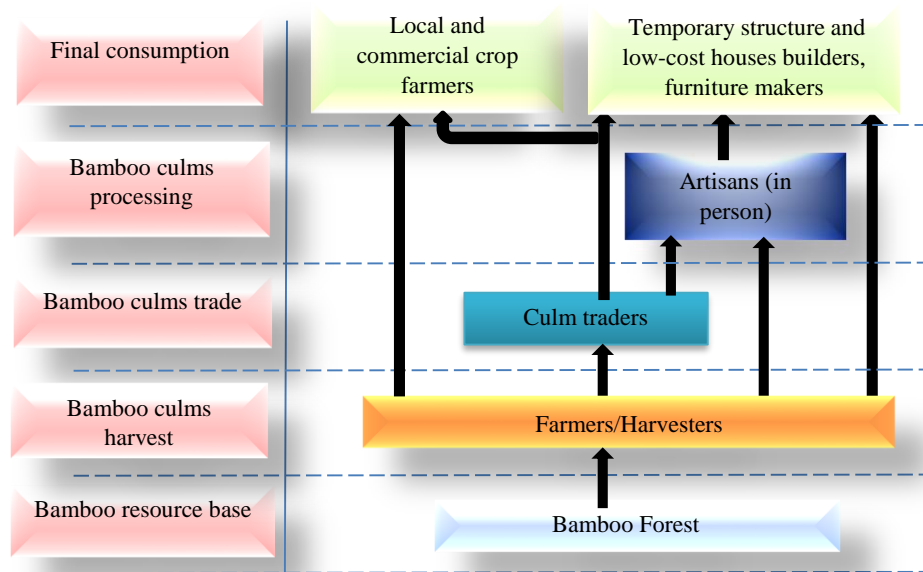 Final consumption
Local and
commercial crop
farmers
Temporary structure and
low-cost houses builders,
furniture makers
Bamboo culms
processing
Artisans (in
person)
Bamboo culms trade
Culm traders
Bamboo culms
harvest
Farmers/Harvesters
Bamboo resource base
Bamboo Forest